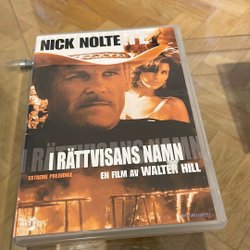 NICK NOLTE
I RÄTTVISANS NAMN
EXTREME PREJUDICE
EN FILM AV WALTER HILL